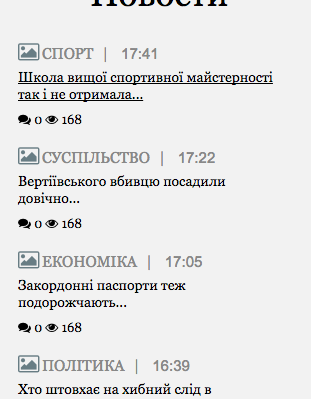 Новости
СПОРТ | 17:41
Школа вищої спортивної майстерності
так і не отримала...
0 168
СУСПІЛЬСТВО | 17:22
Вертіївського вбивцю посадили
довічно...
0 168
ЕКОНОМІКА | 17:05
Закордонні паспорти теж
подорожчають...
0 168
ПОЛІТИКА | 16:39
Хто штовхає на хибний слід в